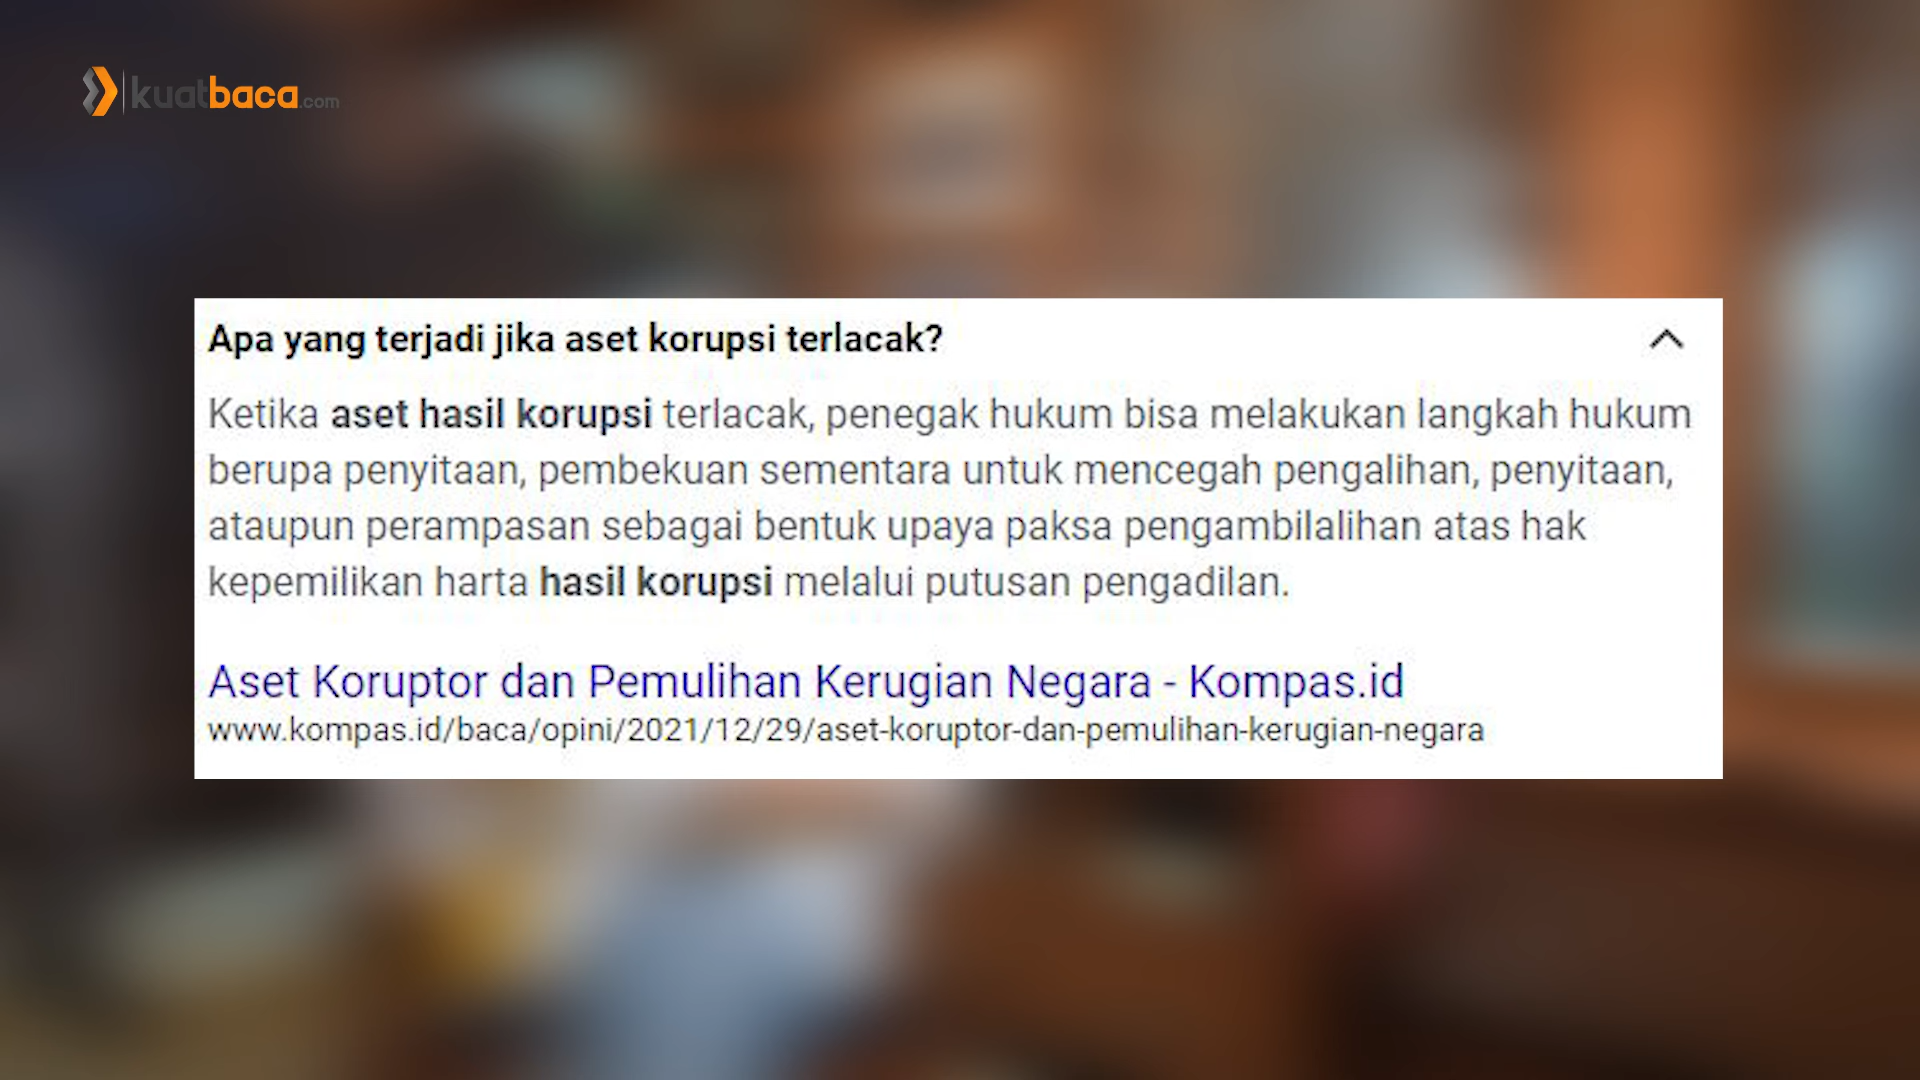 kuatbaca.com
Apa yang terjadi jika aset korupsi terlacak?
Ketika aset hasil korupsi terlacak, penegak hukum bisa melakukan langkah hukum
berupa penyitaan, pembekuan sementara untuk mencegah pengalihan, penyitaan,
ataupun perampasan sebagai bentuk upaya paksa pengambilalihan atas hak
kepemilikan harta hasil korupsi melalui putusan pengadilan.
Aset Koruptor dan Pemulihan Kerugian Negara - Kompas.id
www.kompas.id/baca/opini/2021/12/29/aset-koruptor-dan-pemulihan-kerugian-negara